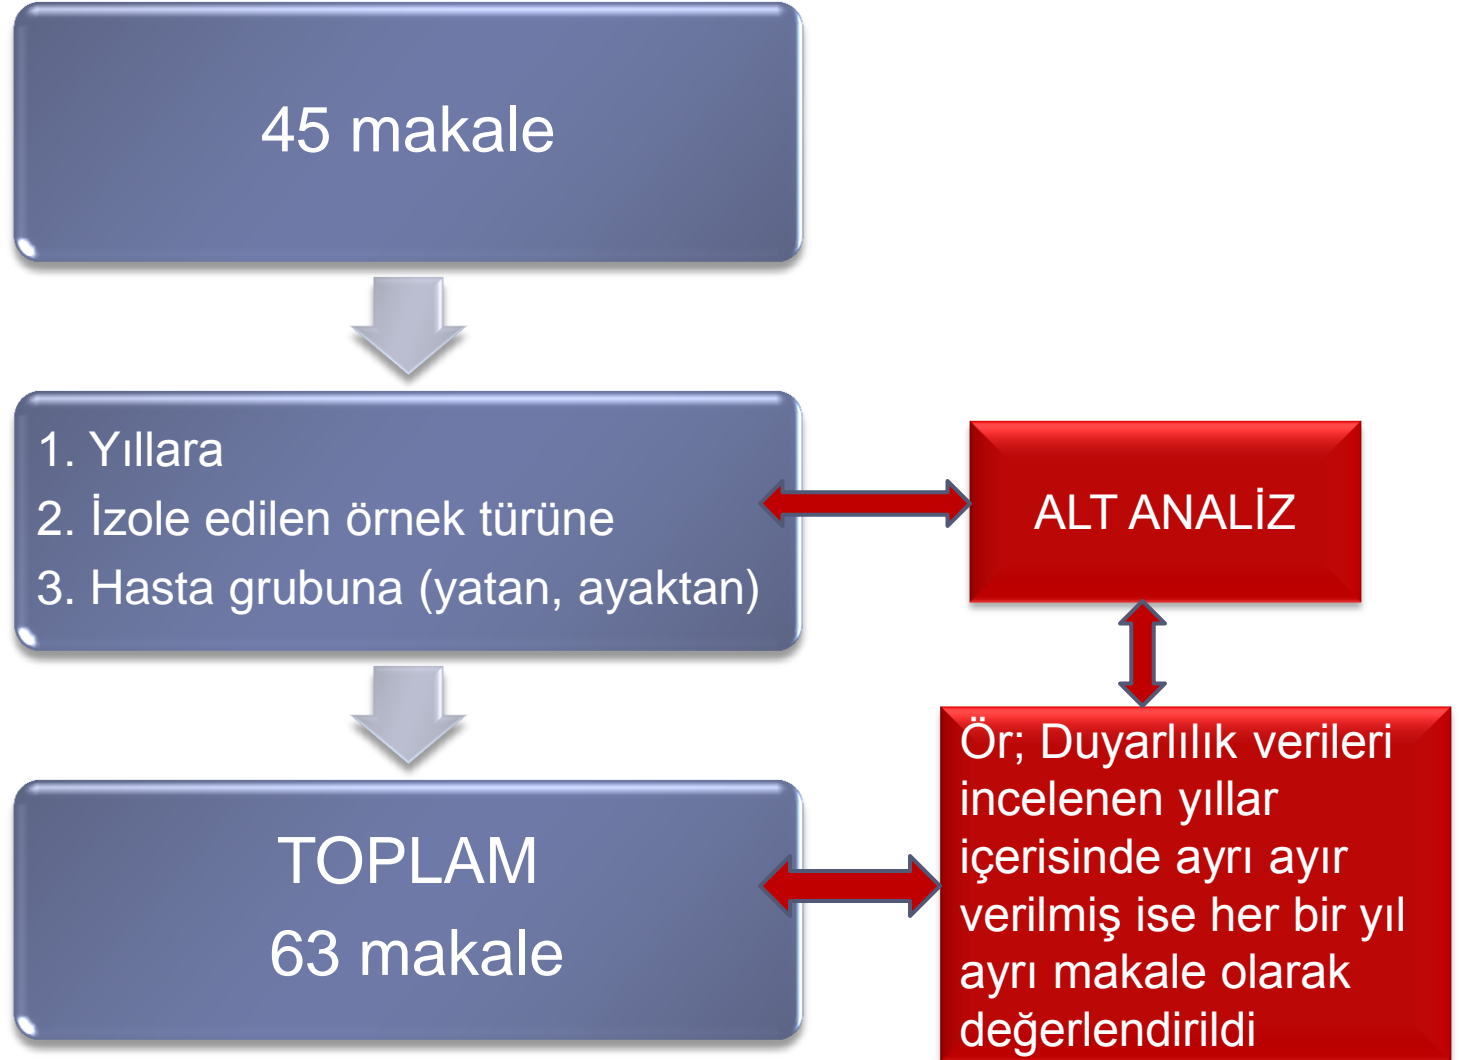 45 makale
1. Yıllara
2. İzole edilen örnek türüne
3. Hasta grubuna (yatan, ayaktan)
ALT ANALİZ
TOPLAM
63 makale
Ör; Duyarlılık verileri
incelenen yıllar
içerisinde ayrı ayır
verilmiş ise her bir yıl
ayrı makale olarak
değerlendirildi